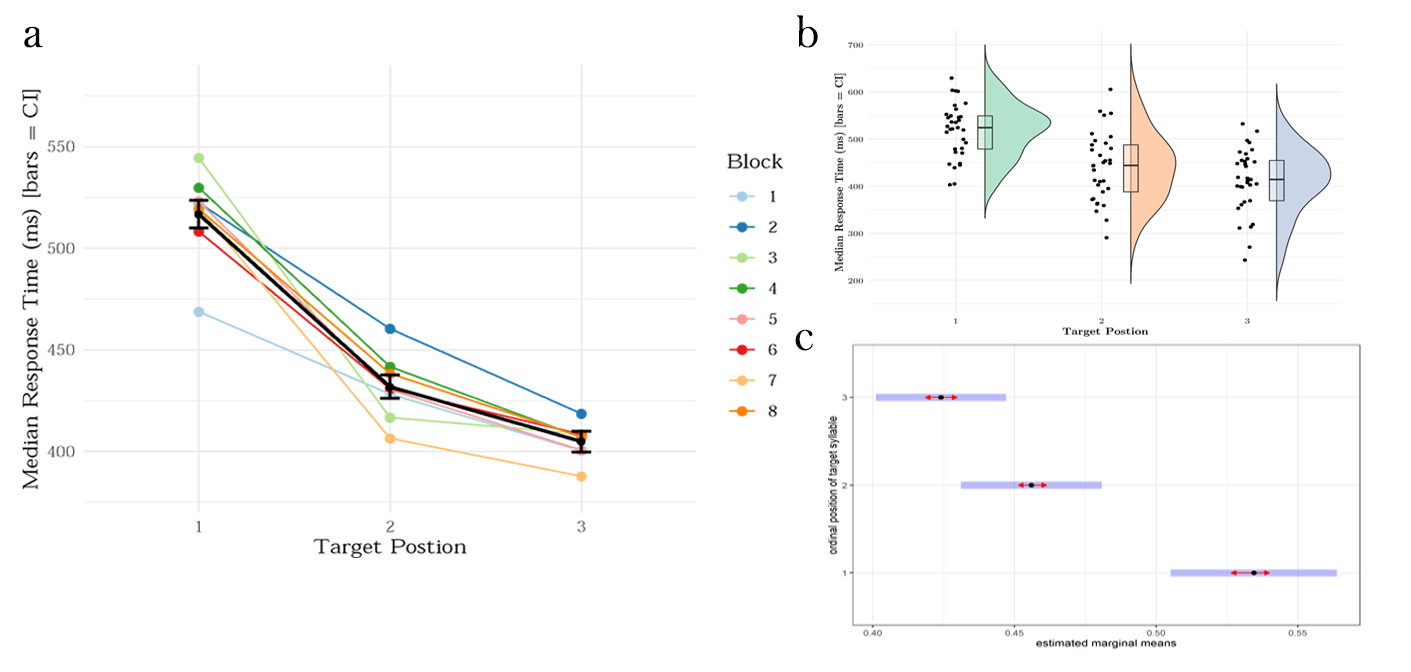 a
Median Response Time (ms) [bars = CI]
550
500
450
400
1 2 3
Target Postion
Block
1
2
3
4
5
6
7
8
b
Median Response Time (ms) [bars = CI]
700
600
500
400
300
200
1 2 3
Target Postion
c
ordinal position of target syllable
3
2
1
0.40 0.45 0.50 0.55
estimated marginal means